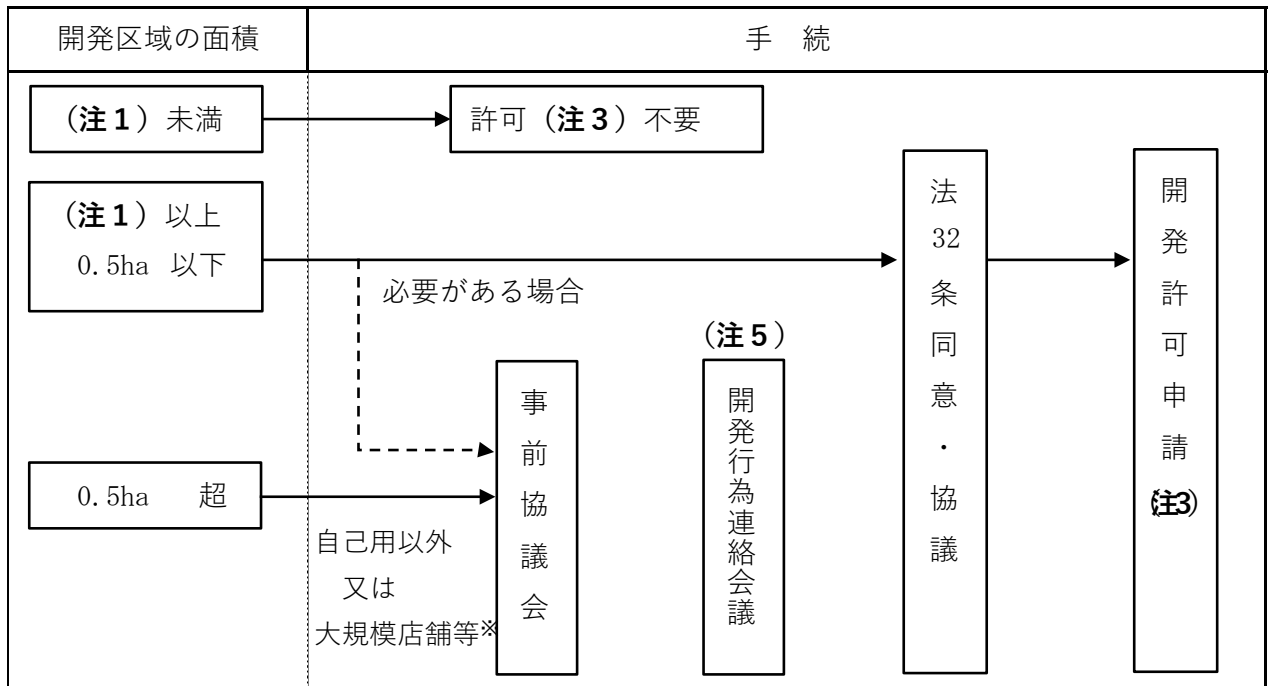 開発区域の面積
手　続
（注１）未満
許可（注３）不要
（注１）以上
0.5ha 以下
必要がある場合
0.5ha 超
自己用以外
又は
大規模店舗等※
事前協議会
（注５）
開発行為連絡会議
法32条同意・協議
開発許可申請（注3）